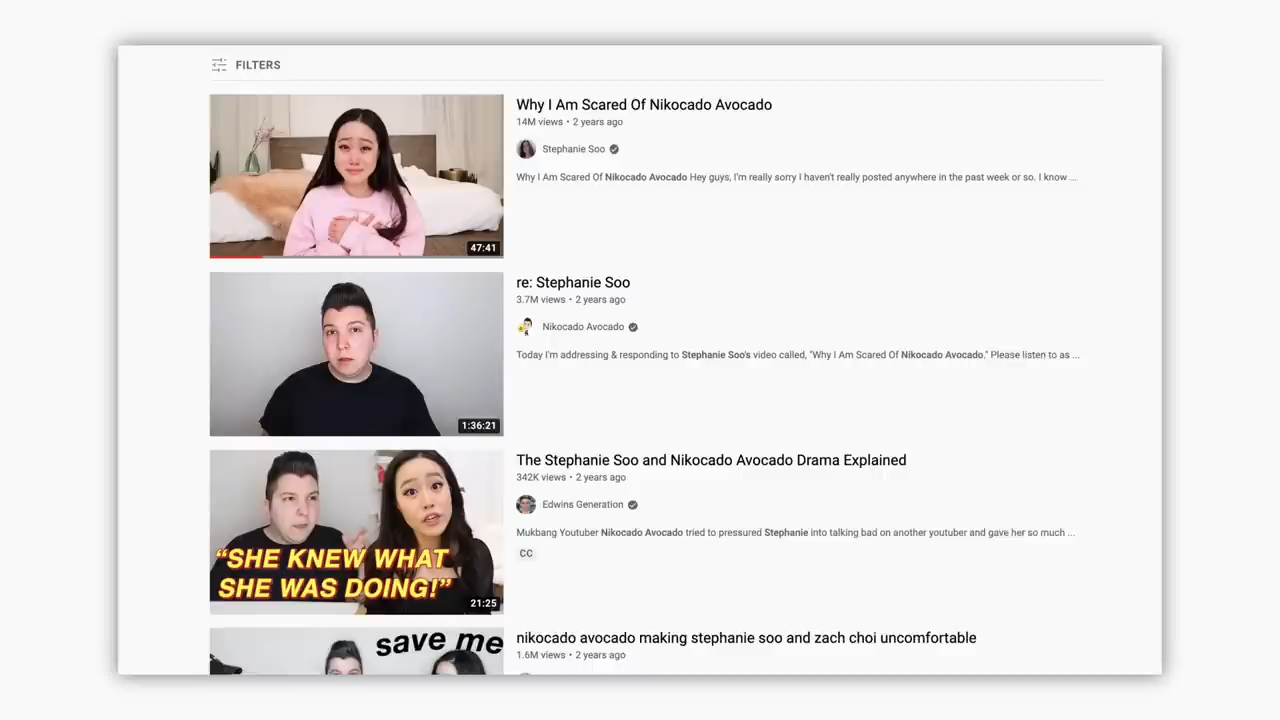 FILTERS
Why I Am Scared Of Nikocado Avocado
14M views • 2 years ago
Stephanie Soo
Why I Am Scared Of Nikocado Avocado Hey guys, I'm really sorry I haven't really posted anywhere in the past week or so. I know ...
47:41
re: Stephanie Soo
3.7M views • 2 years ago
Nikocado Avocado
Today I'm addressing & responding to Stephanie Soo's video called, "Why I Am Scared Of Nikocado Avocado." Please listen to as ...
1:36:21
The Stephanie Soo and Nikocado Avocado Drama Explained
342K views • 2 years ago
Edwins Generation
Mukbang Youtuber Nikocado Avocado tried to pressured Stephanie into talking bad on another youtuber and gave her so much ...
CC
“SHE KNEW WHAT
SHE WAS DOING!”
21:25
save me
nikocado avocado making stephanie soo and zach choi uncomfortable
1.6M views • 2 years ago